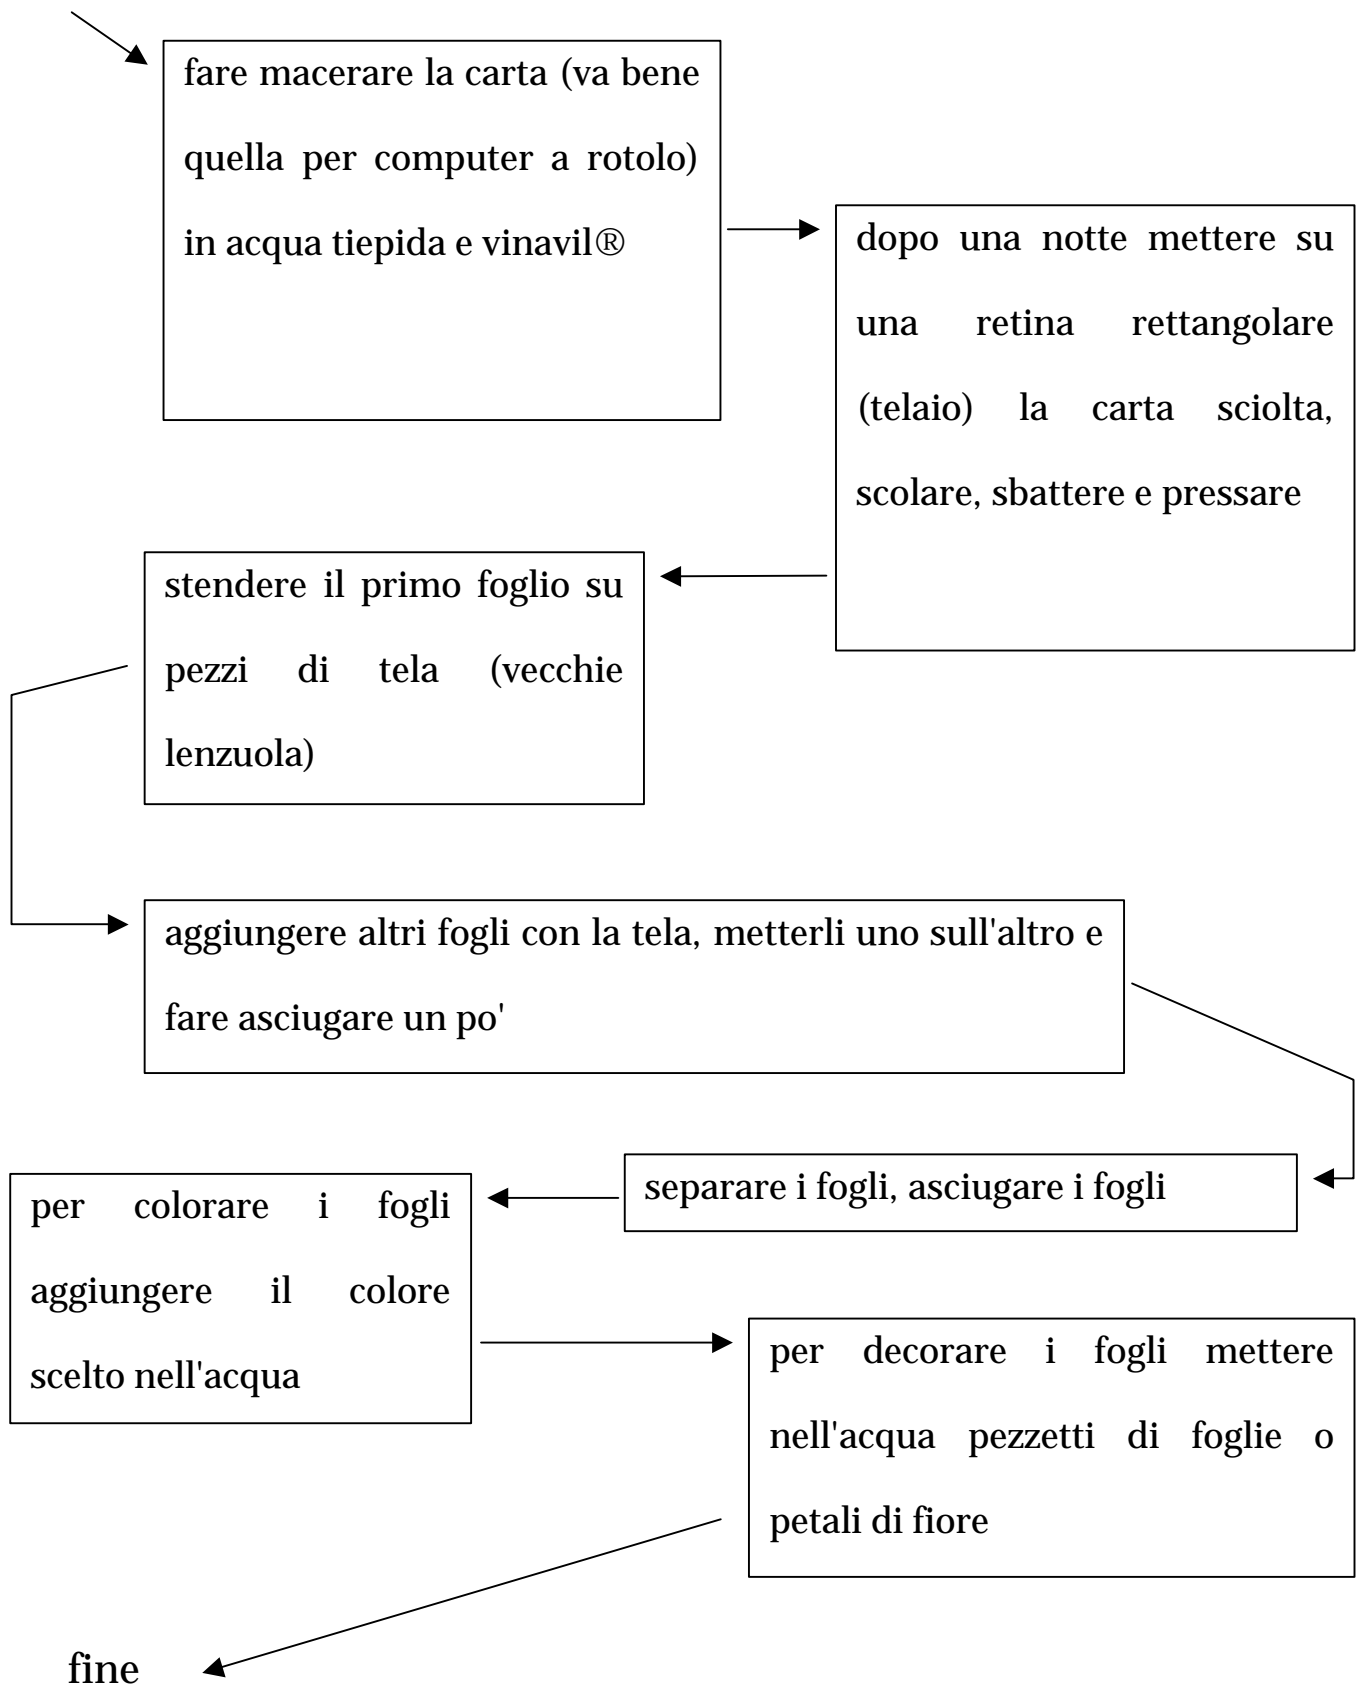 fare macerare la carta (va bene
quella per computer a rotolo)
in acqua tiepida e vinavil®
dopo una notte mettere su
una retina rettangolare
(telaio) la carta sciolta,
scolare, sbattere e pressare
stendere il primo foglio su
pezzi di tela (vecchie
lenzuola)
aggiungere altri fogli con la tela, metterli uno sull'altro e
fare asciugare un po'
separare i fogli, asciugare i fogli
per colorare i fogli
aggiungere il colore
scelto nell'acqua
per decorare i fogli mettere
nell'acqua pezzetti di foglie o
petali di fiore
fine